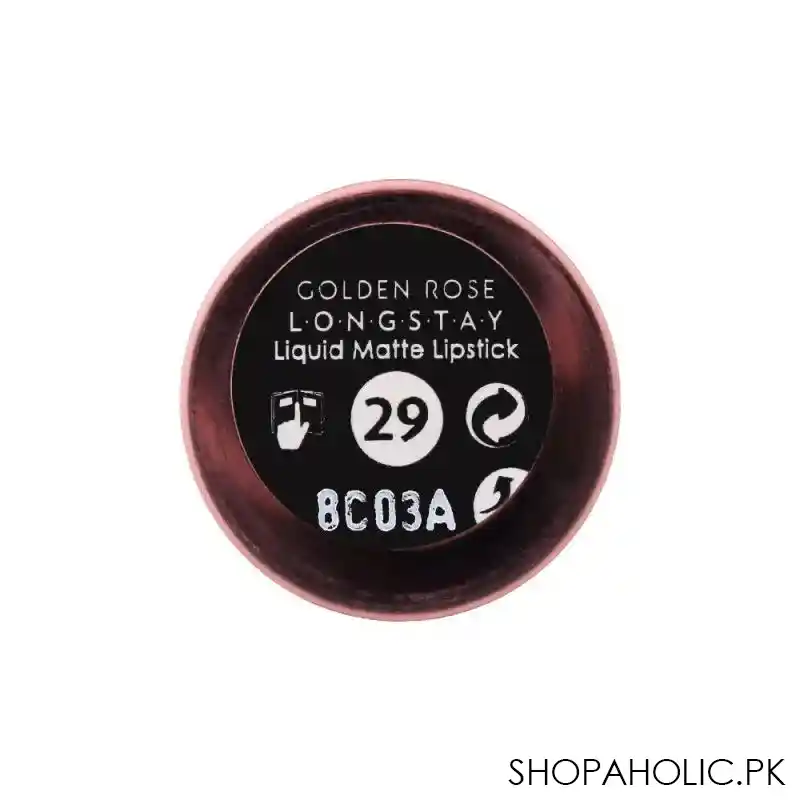 GOLDEN ROSE
L·O·N·G·S·T·A·Y
Liquid Matte Lipstick
29
8C03A
SHOPAHOLIC.PK